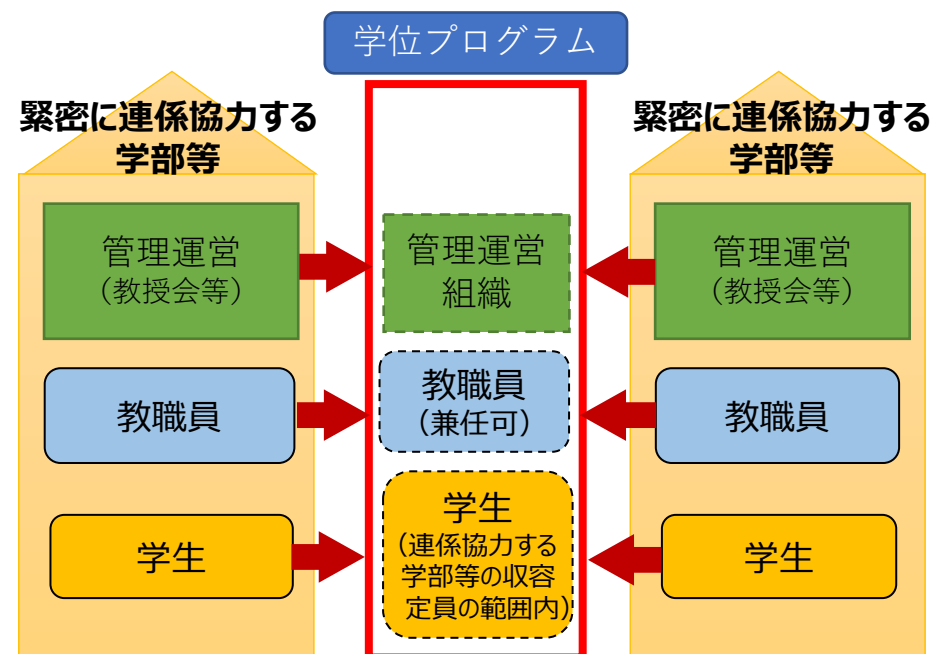 学位プログラム
緊密に連係協力する
学部等
管理運営
（教授会等）
教職員
学生
管理運営
組織
教職員
（兼任可）
学生
（連係協力する
学部等の収容
定員の範囲内）
緊密に連係協力する
学部等
管理運営
（教授会等）
教職員
学生